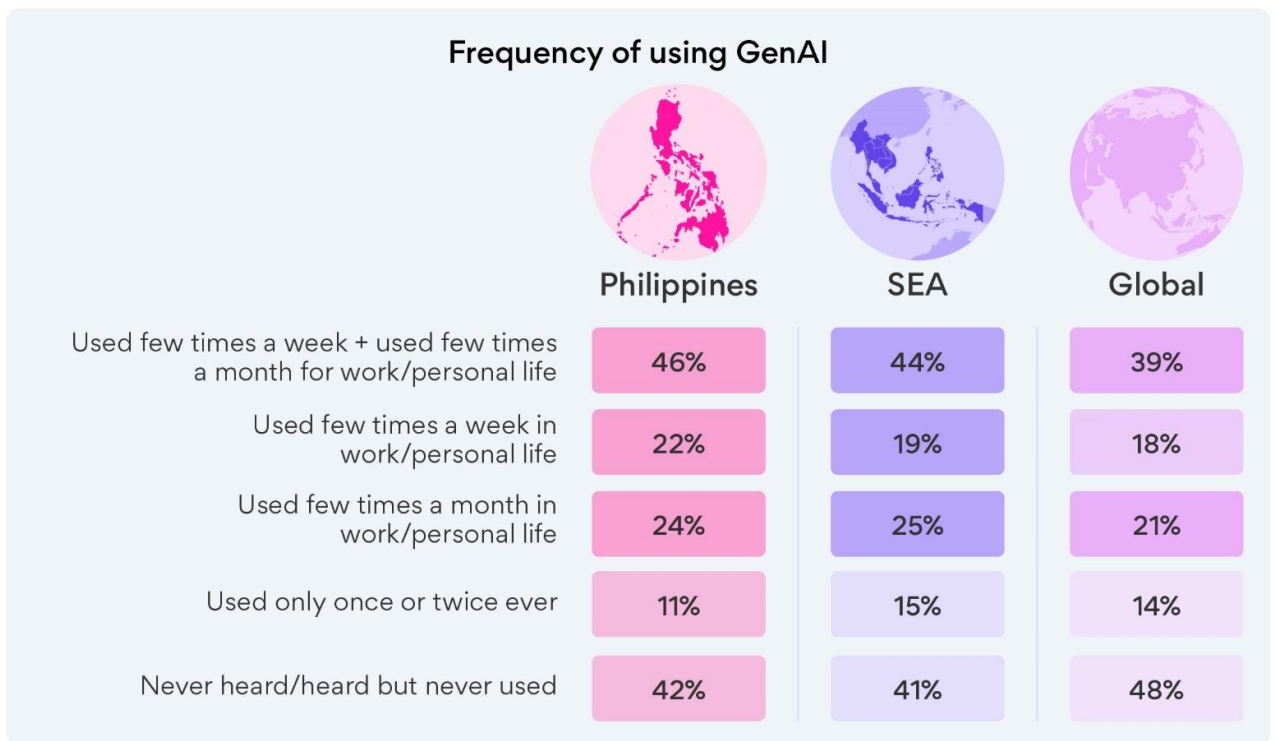 Frequency of using GenAI
Philippines SEA Global
Used few times a week + used few times
a month for work/personal life
46% 44% 39%
Used few times a week in
work/personal life
22% 19% 18%
Used few times a month in
work/personal life
24% 25% 21%
Used only once or twice ever
11% 15% 14%
Never heard/heard but never used
42% 41% 48%